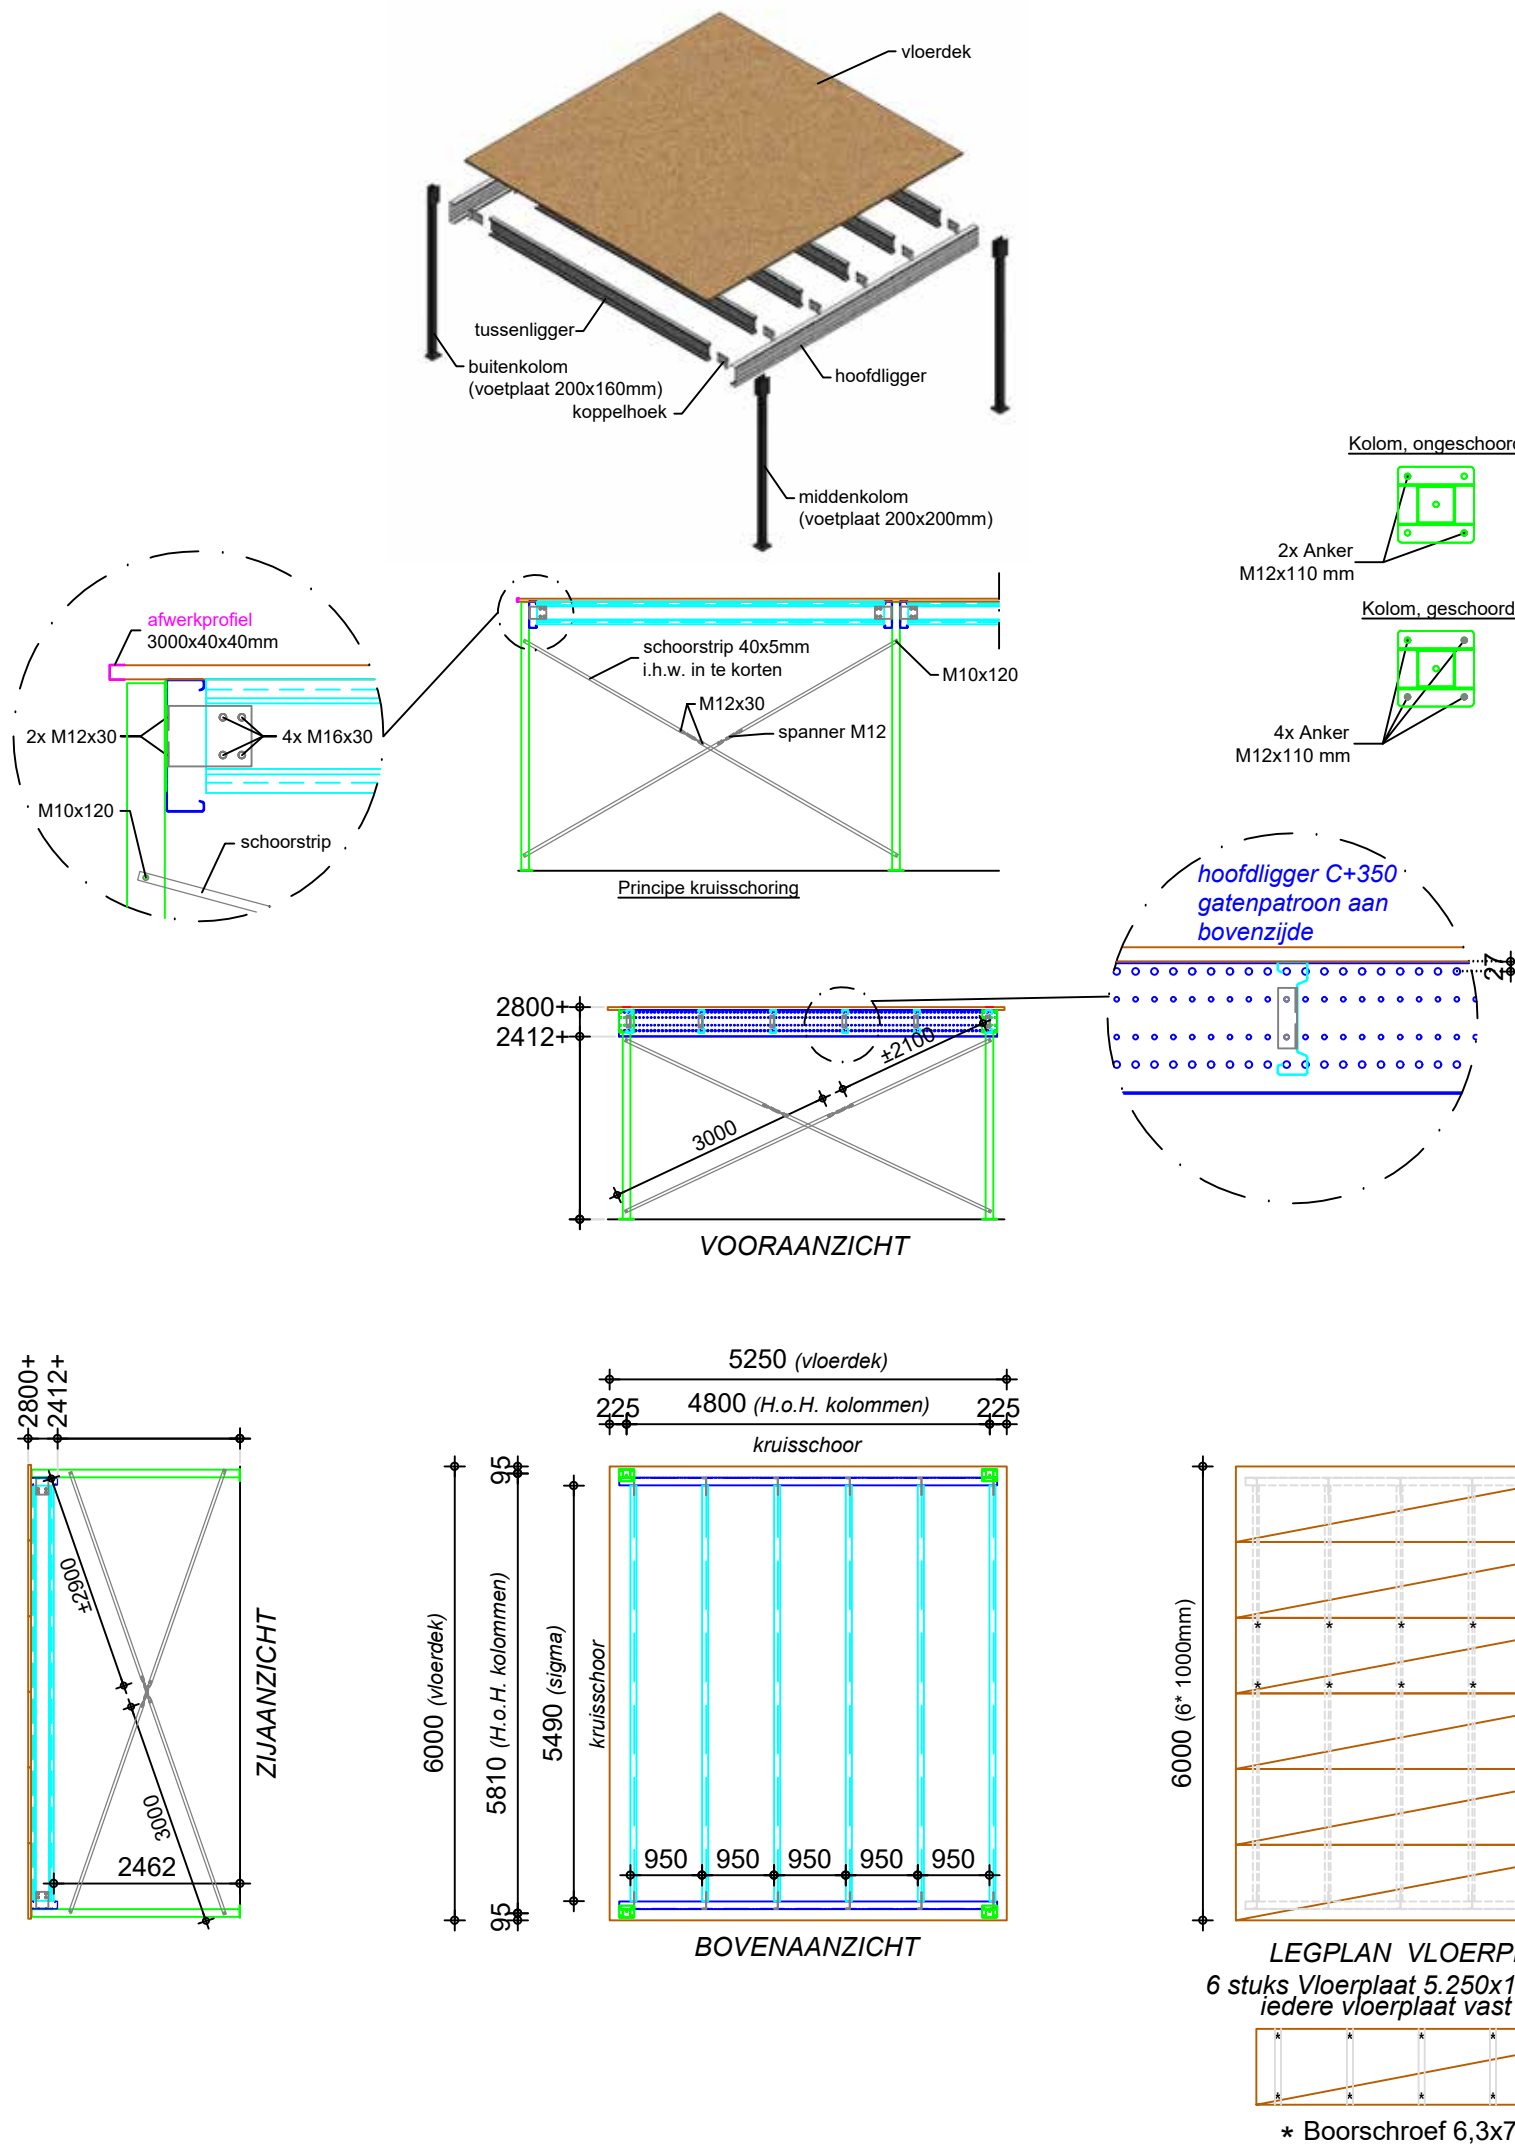 vloerdek
tussenligger
buitenkolom
(voetplaat 200x160mm)
koppelhoek
hoofdligger
middenkolom
(voetplaat 200x200mm)
Kolom, ongeschoord
2x Anker
M12x110 mm
Kolom, geschoord
4x Anker
M12x110 mm
afwerkprofiel
3000x40x40mm
2x M12x30
4x M16x30
M10x120
schoorstrip
schoorstrip 40x5mm
i.h.w. in te korten
M10x120
M12x30
spanner M12
Principe kruisschoring
hoofdligger C+350
gatenpatroon aan
bovenzijde
27
2800+
2412+
±2100
3000
VOORAANZICHT
2800+
2412+
±2900
3000
2462
ZIJAANZICHT
5250 (vloerdek)
225
4800 (H.o.H. kolommen)
225
kruisschoor
6000 (vloerdek)
95
5810 (H.o.H. kolommen)
95
5490 (sigma)
kruisschoor
950 950 950 950 950
BOVENAANZICHT
6000 (6* 1000mm)
* * * *
* * * *
LEGPLAN VLOERP
6 stuks Vloerplaat 5.250x1
iedere vloerplaat vast
* * * *
* * * *
* Boorschroef 6,3x7